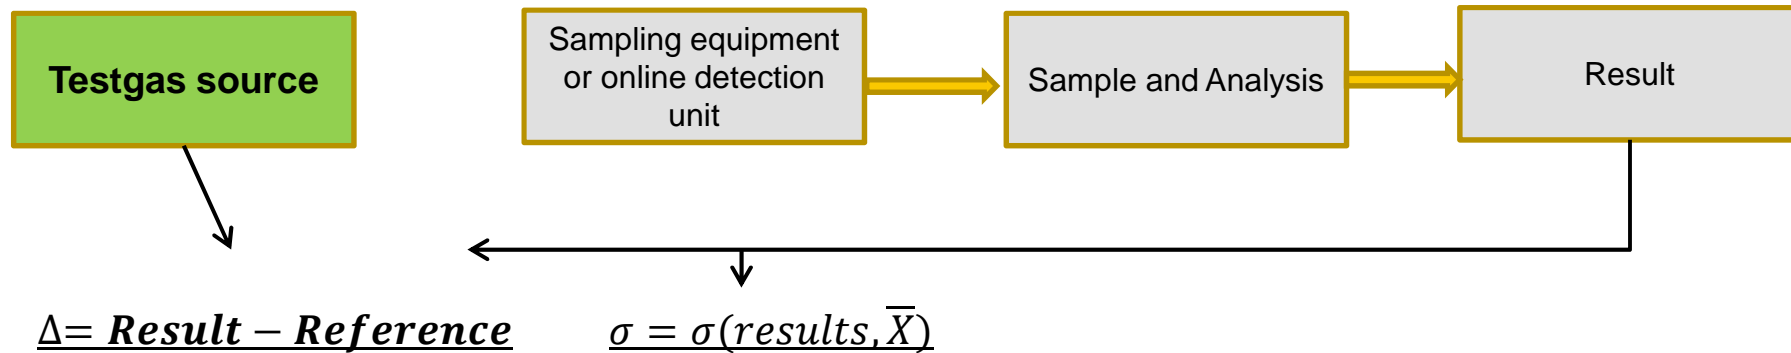 Testgas source
Sampling equipment
or online detection
unit
Sample and Analysis
Result
Δ= Result − Reference
σ = σ(results, X̅)